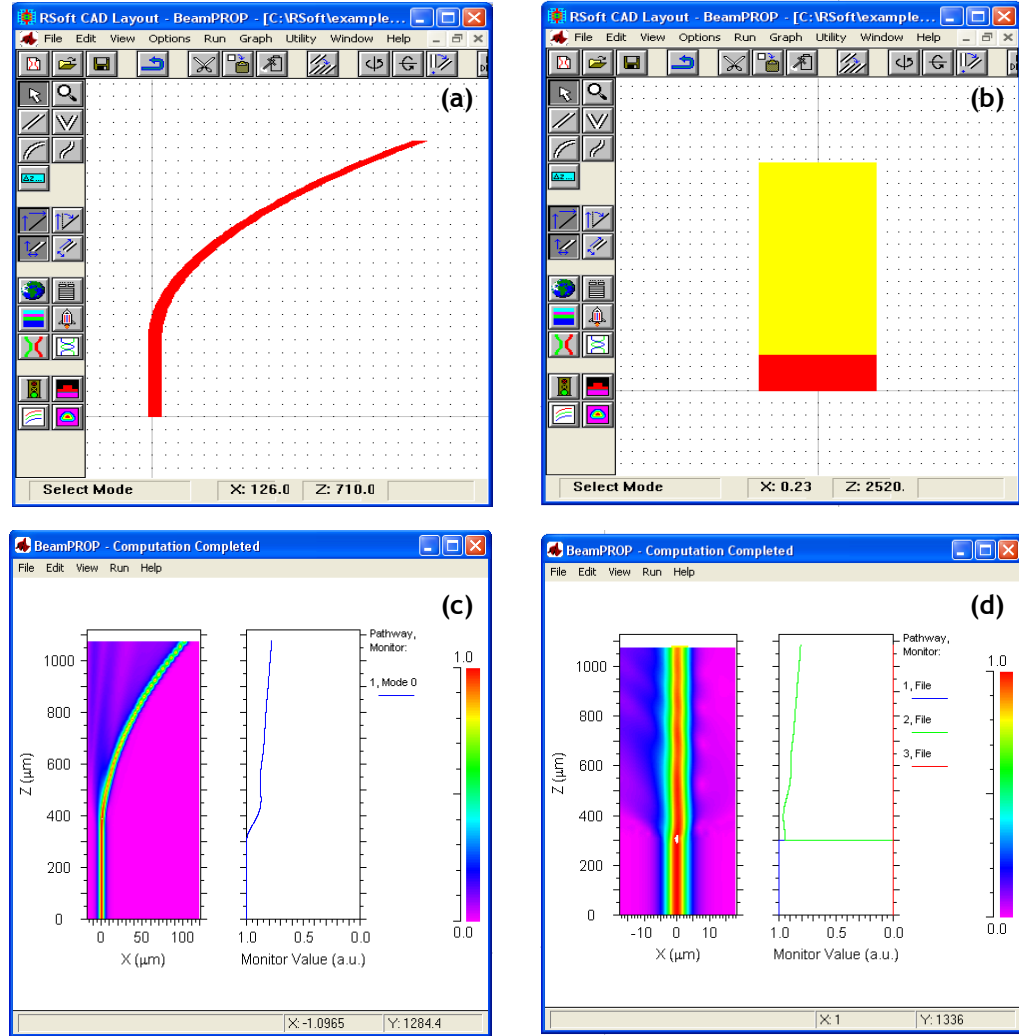 RSoft CAD Layout - BeamPROP - [C:\RSoft\example...
File Edit View Options Run Graph Utility Window Help
(a)
Δz...
Select Mode X: 126.0 Z: 710.0
RSoft CAD Layout - BeamPROP - [C:\RSoft\example...
File Edit View Options Run Graph Utility Window Help
(b)
Δz...
Select Mode X: 0.23 Z: 2520.
BeamPROP - Computation Completed
File Edit View Run Help
(c)
Pathway,
Monitor:
1, Mode 0
1.0
0.0
1000
800
600
400
200
0
Z (μm)
0 50 100
X (μm)
1.0 0.5 0.0
Monitor Value (a.u.)
X: -1.0965 Y: 1284.4
BeamPROP - Computation Completed
File Edit View Run Help
(d)
Pathway,
Monitor:
1, File
2, File
3, File
1.0
0.0
1000
800
600
400
200
0
Z (μm)
-10 0 10
X (μm)
1.0 0.5 0.0
Monitor Value (a.u.)
X: 1 Y: 1336